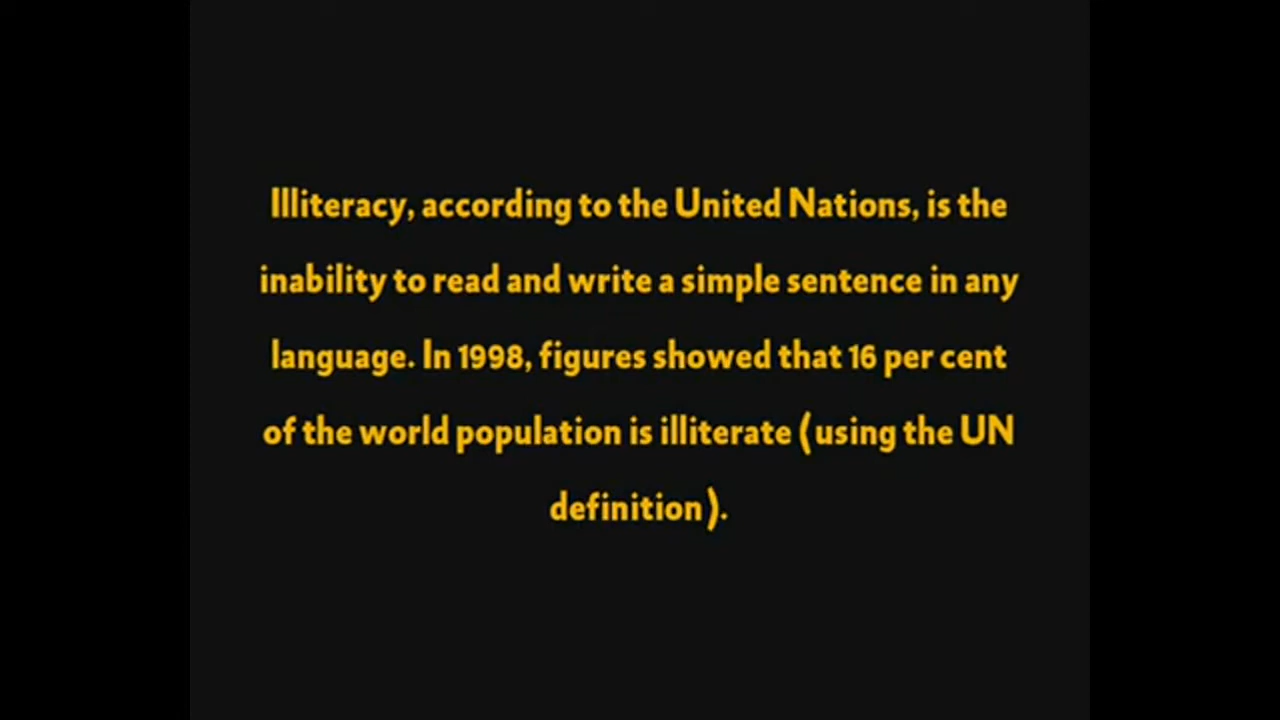 Illiteracy, according to the United Nations, is the
inability to read and write a simple sentence in any
language. In 1998, figures showed that 16 per cent
of the world population is illiterate (using the UN
definition).